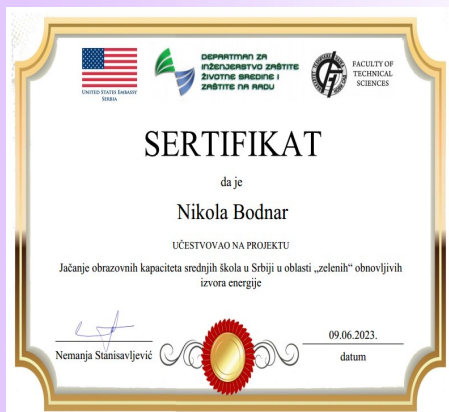 UNITED STATES EMBASSY
SERBIA
DEPARTMAN ZA
INŽENJERSTVO ZAŠTITE
ŽIVOTNE SREDINE I
ZAŠTITE NA RADU
FACULTY OF
TECHNICAL
SCIENCES
SERTIFIKAT
da je
Nikola Bodnar
UČESTVOVAO NA PROJEKTU
Jačanje obrazovnih kapaciteta srednjih škola u Srbiji u oblasti „zelenih“ obnovljivih
izvora energije
Nemanja Stanisavljević
09.06.2023.
datum